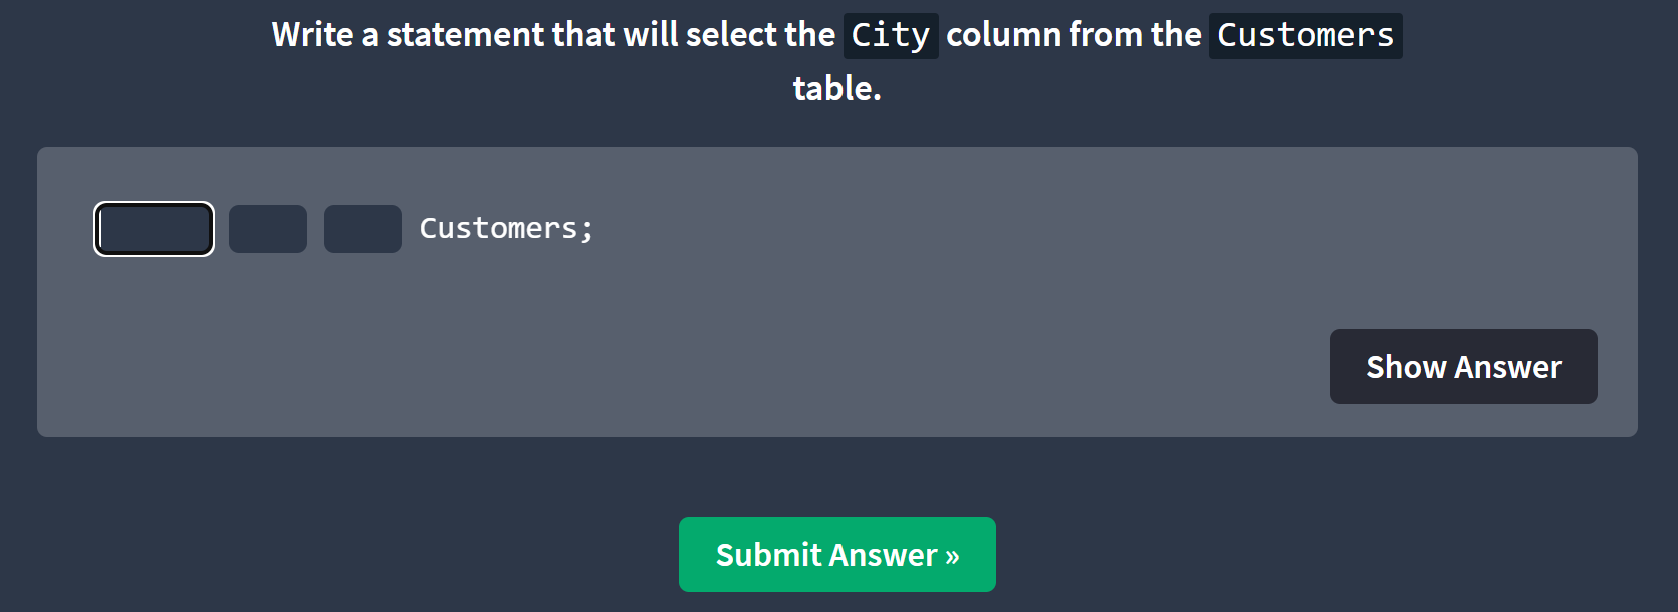 Write a statement that will select the City column from the Customers
table.
Customers;
Show Answer
Submit Answer »